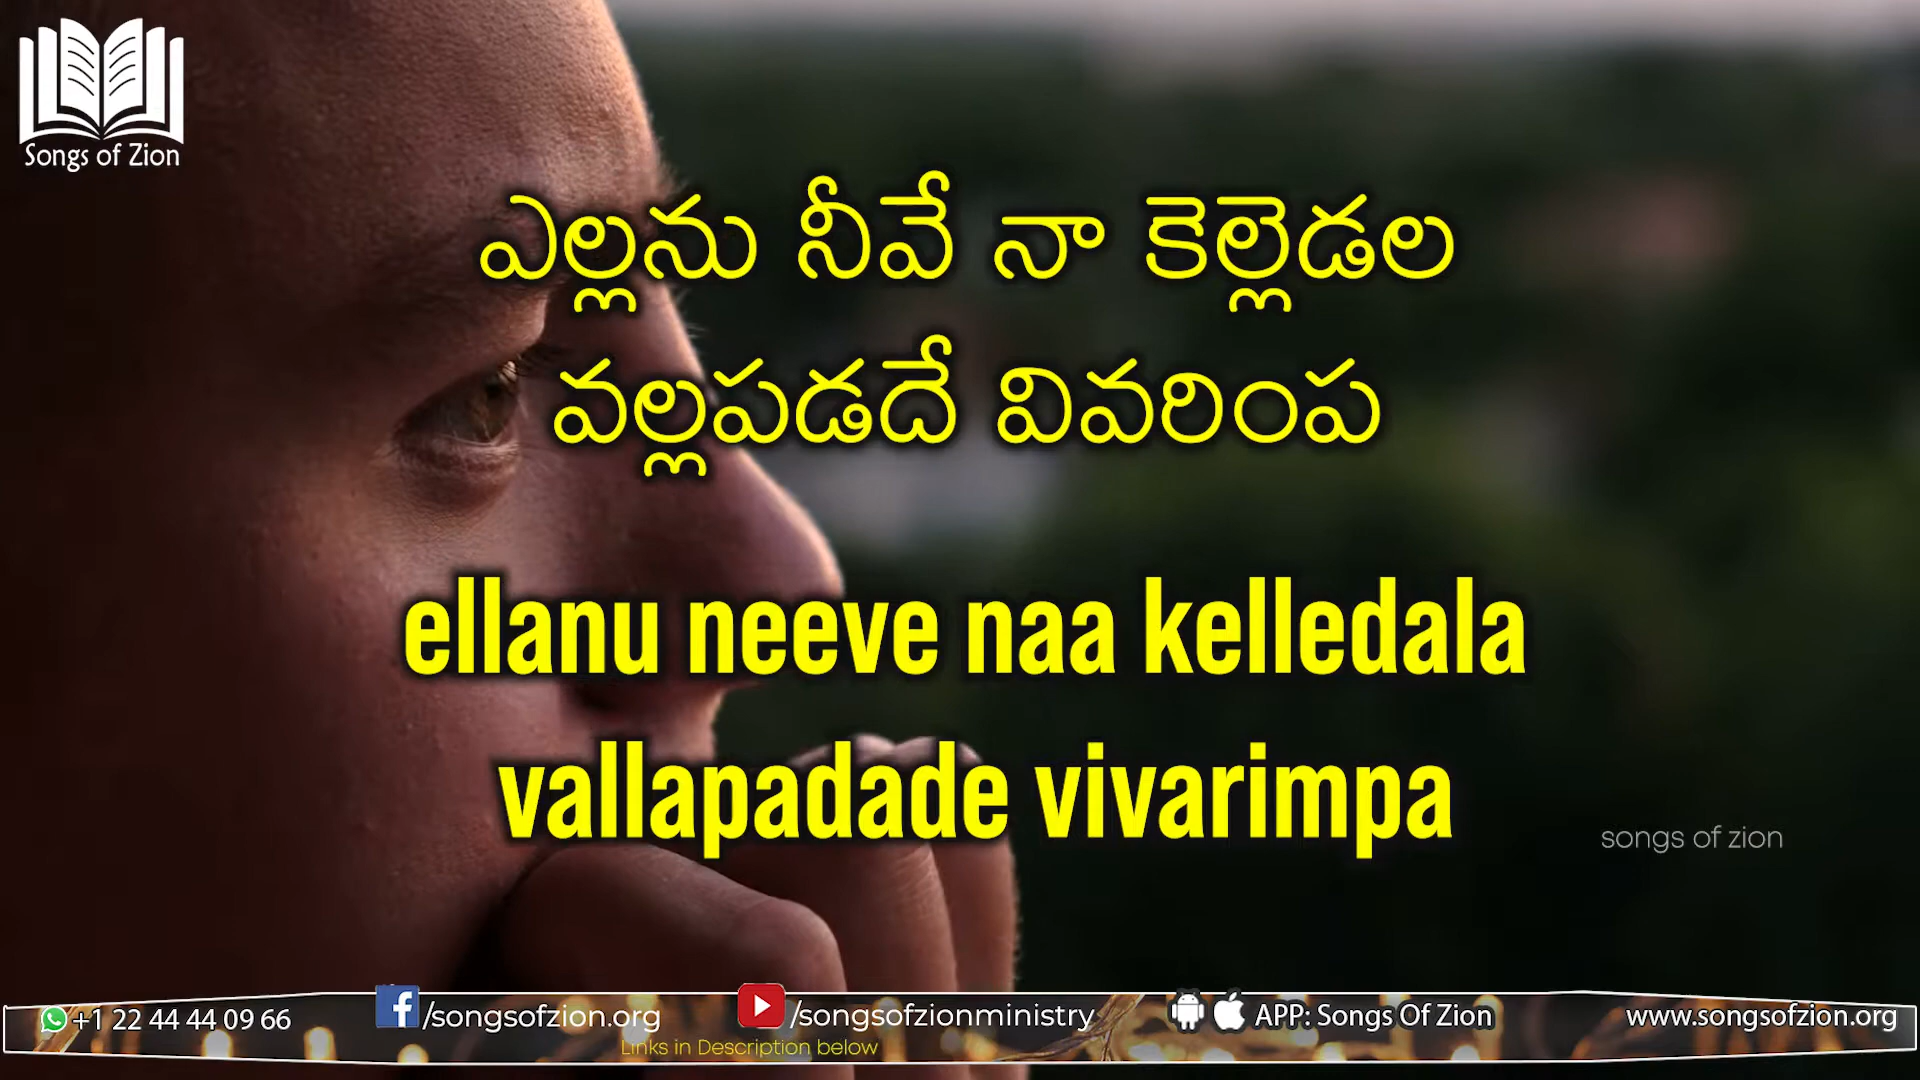 Songs of Zion
ఎల్లను నీవే నా కెల్లెడల
వల్లపడదే వివరింప
ellanu neeve naa kelledala
vallapadade vivarimpa
songs of zion
+1 22 44 44 09 66
/songsofzion.org
/songsofzionministry
APP: Songs Of Zion
www.songsofzion.org
Links in Description below